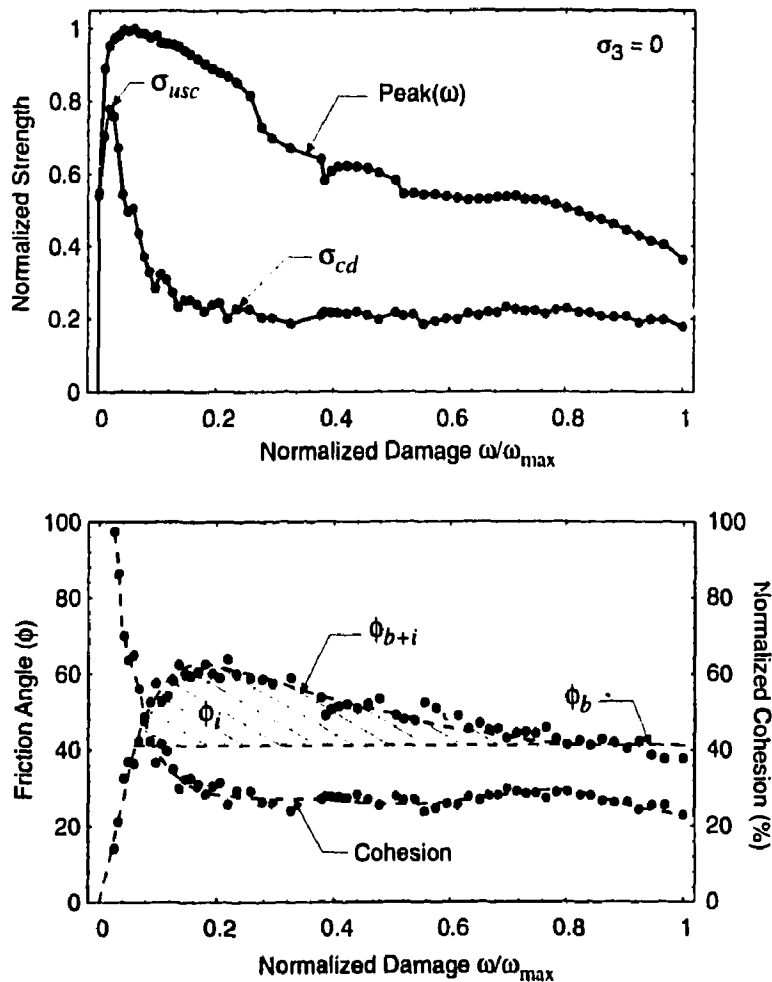 1
0.8
0.6
0.4
0.2
0
Normalized Strength
σ3 = 0
σusc
Peak(ω)
σcd
0 0.2 0.4 0.6 0.8 1
Normalized Damage ω/ωmax
100
80
60
40
20
0
Friction Angle (ϕ)
ϕb+i
ϕb
ϕi
Cohesion
100
80
60
40
20
0
Normalized Cohesion (%)
0 0.2 0.4 0.6 0.8 1
Normalized Damage ω/ωmax